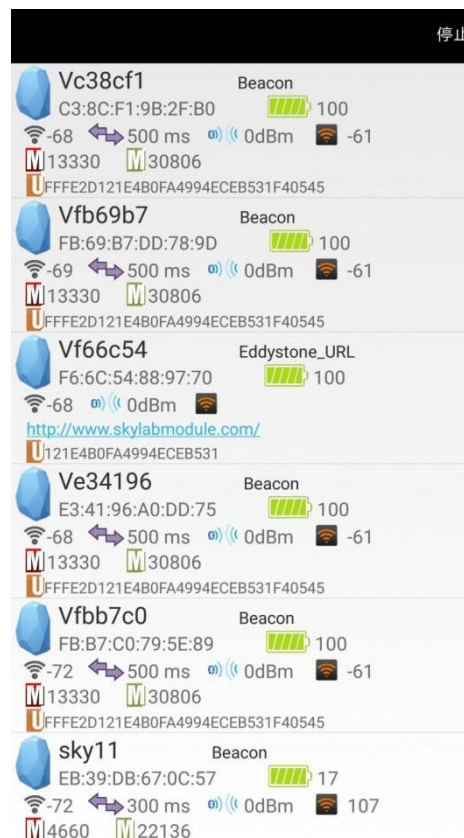 停止
Vc38cf1 Beacon
C3:8C:F1:9B:2F:B0 100
-68 500 ms 0dBm -61
M 13330 M 30806
U FFFE2D121E4B0FA4994ECEB531F40545
Vfb69b7 Beacon
FB:69:B7:DD:78:9D 100
-69 500 ms 0dBm -61
M 13330 M 30806
U FFFE2D121E4B0FA4994ECEB531F40545
Vf66c54 Eddystone_URL
F6:6C:54:88:97:70 100
-68 0dBm
http://www.skylabmodule.com/
U 121E4B0FA4994ECEB531
Ve34196 Beacon
E3:41:96:A0:DD:75 100
-68 500 ms 0dBm -61
M 13330 M 30806
U FFFE2D121E4B0FA4994ECEB531F40545
Vfbb7c0 Beacon
FB:B7:C0:79:5E:89 100
-72 500 ms 0dBm -61
M 13330 M 30806
U FFFE2D121E4B0FA4994ECEB531F40545
sky11 Beacon
EB:39:DB:67:0C:57 17
-72 300 ms 0dBm 107
M 4660 M 22136